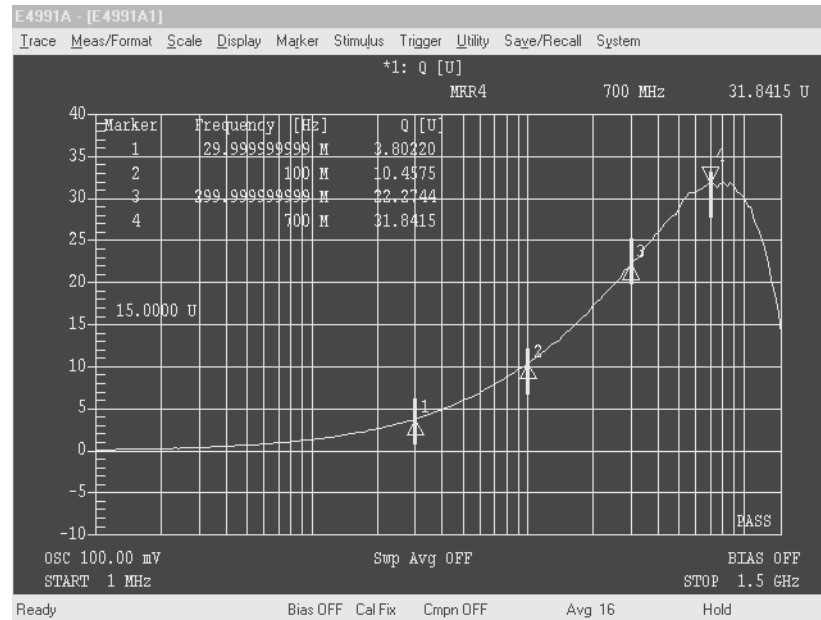 E4991A - [E4991A1]
Trace Meas/Format Scale Display Marker Stimulus Trigger Utility Save/Recall System
*1: Q [U]
MKR4 700 MHz 31.8415 U
Marker Frequency [Hz] Q [U]
1 29.999999999 M 3.80220
2 100 M 10.4575
3 299.999999999 M 22.2744
4 700 M 31.8415
40
35
30
25
20
15
10
5
0
-5
-10
15.0000 U
1
2
3
4
PASS
OSC 100.00 mV Swp Avg OFF BIAS OFF
START 1 MHz STOP 1.5 GHz
Ready Bias OFF Cal Fix Cmpn OFF Avg 16 Hold